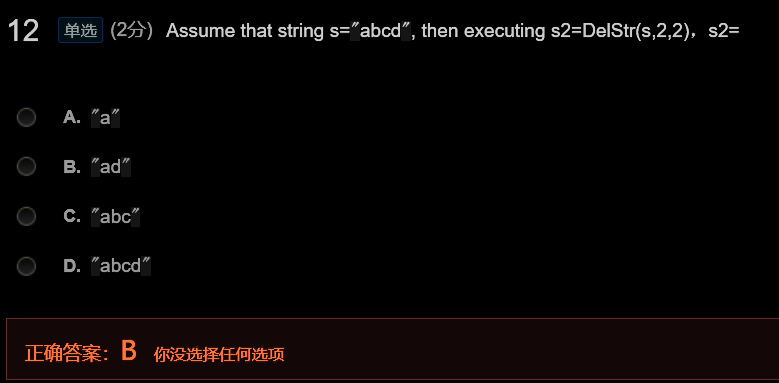 12 单选 (2分) Assume that string s=″abcd″, then executing s2=DelStr(s,2,2)，s2=
A. ″a″
B. ″ad″
C. ″abc″
D. ″abcd″
正确答案：B 你没选择任何选项